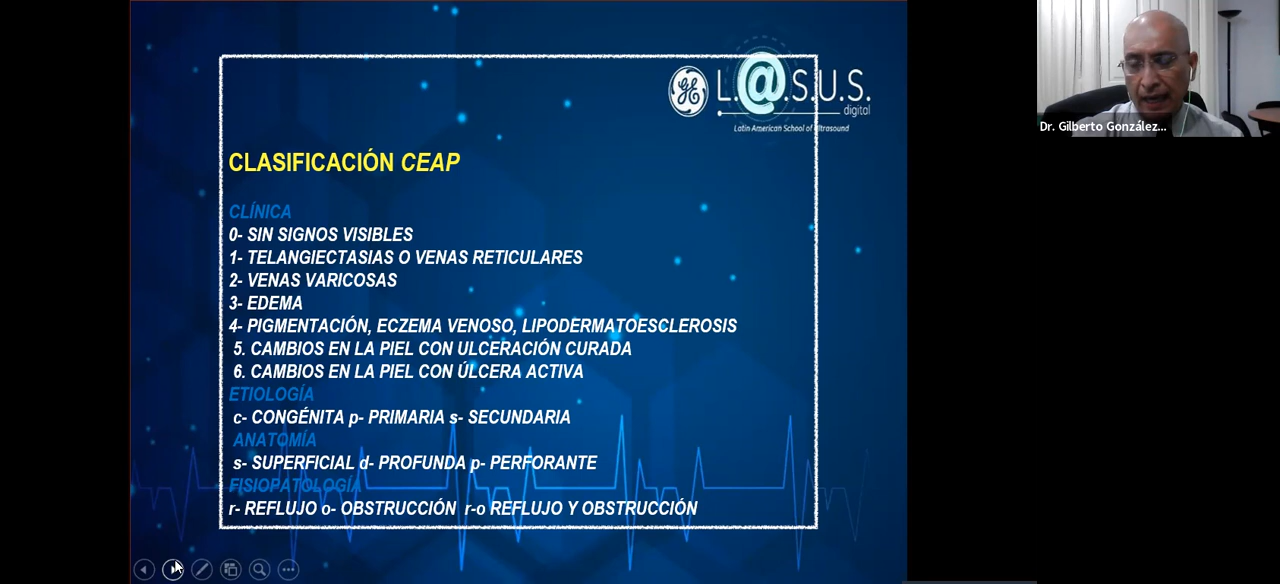 GE L.@.S.U.S.
digital
Latin American School of Ultrasound
CLASIFICACIÓN CEAP
CLÍNICA
0- SIN SIGNOS VISIBLES
1- TELANGIECTASIAS O VENAS RETICULARES
2- VENAS VARICOSAS
3- EDEMA
4- PIGMENTACIÓN, ECZEMA VENOSO, LIPODERMATOESCLEROSIS
5. CAMBIOS EN LA PIEL CON ULCERACIÓN CURADA
6. CAMBIOS EN LA PIEL CON ÚLCERA ACTIVA
ETIOLOGÍA
c- CONGÉNITA p- PRIMARIA s- SECUNDARIA
ANATOMÍA
s- SUPERFICIAL d- PROFUNDA p- PERFORANTE
FISIOPATOLOGÍA
r- REFLUJO o- OBSTRUCCIÓN r-o REFLUJO Y OBSTRUCCIÓN
Dr. Gilberto González...